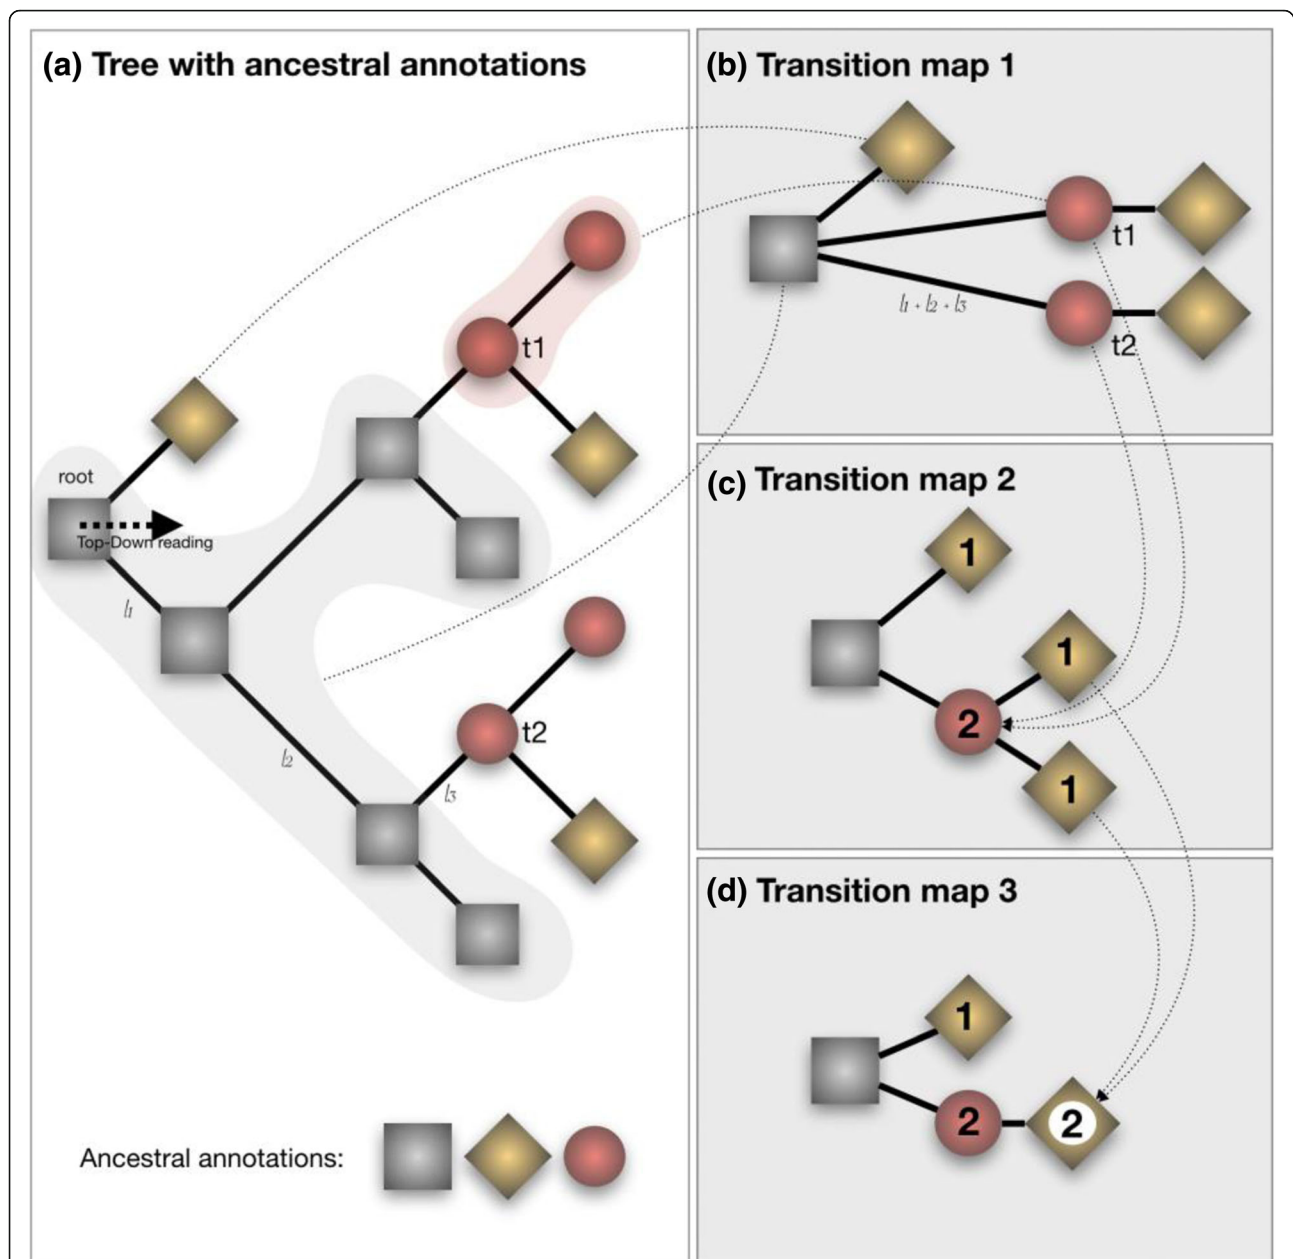 (a) Tree with ancestral annotations
t1
root
Top-Down reading
l1
t2
l2
l3
Ancestral annotations:
(b) Transition map 1
t1
l1 + l2 + l3
t2
(c) Transition map 2
1
1
2
1
(d) Transition map 3
1
2
2